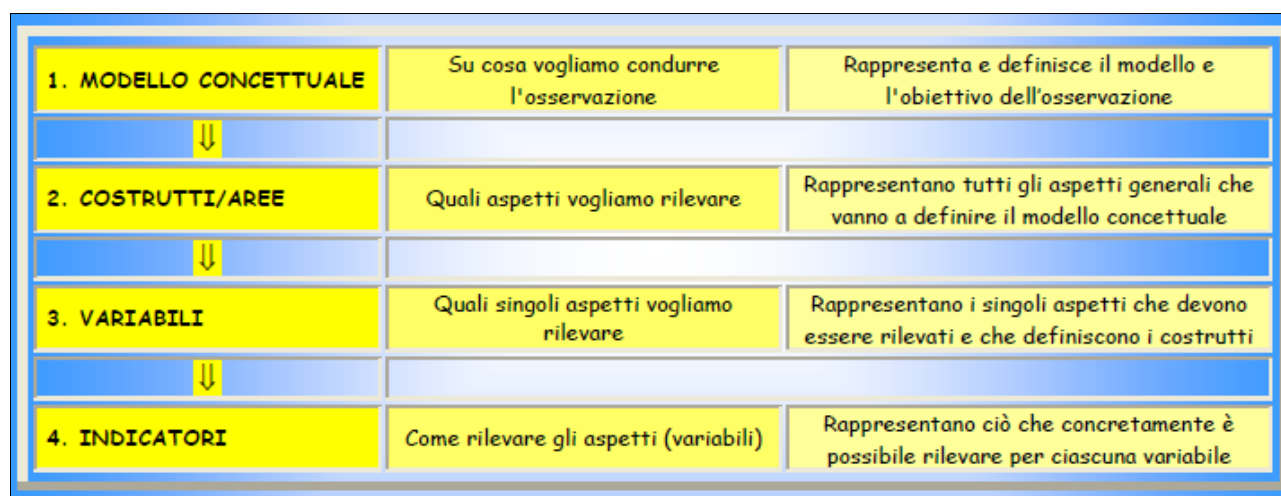 1. MODELLO CONCETTUALE
Su cosa vogliamo condurre
l'osservazione
Rappresenta e definisce il modello e
l'obiettivo dell'osservazione
⇓
2. COSTRUTTI/AREE
Quali aspetti vogliamo rilevare
Rappresentano tutti gli aspetti generali che
vanno a definire il modello concettuale
⇓
3. VARIABILI
Quali singoli aspetti vogliamo
rilevare
Rappresentano i singoli aspetti che devono
essere rilevati e che definiscono i costrutti
⇓
4. INDICATORI
Come rilevare gli aspetti (variabili)
Rappresentano ciò che concretamente è
possibile rilevare per ciascuna variabile